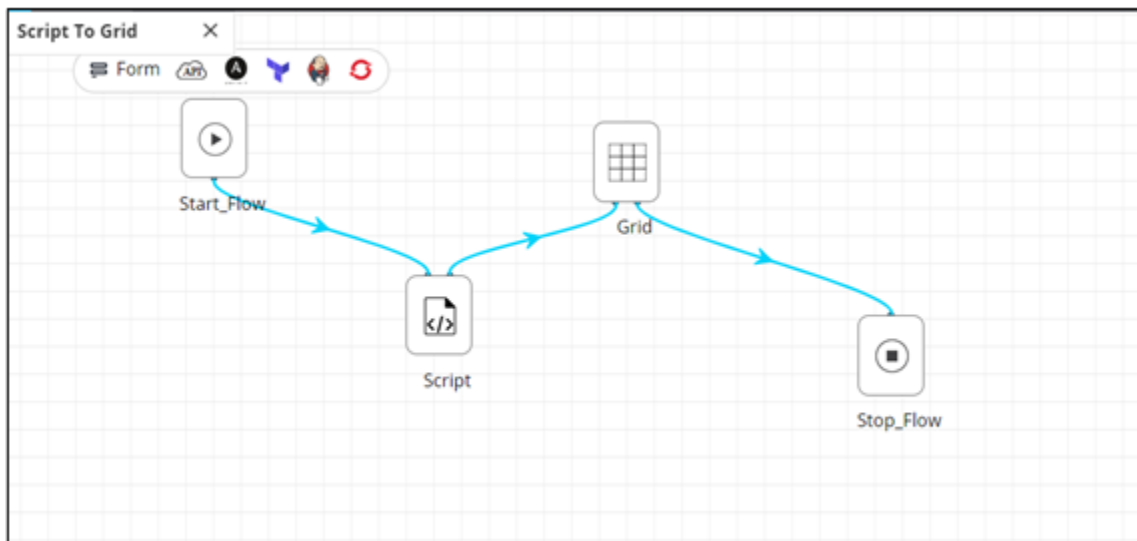 Script To Grid
Form API A
Start_Flow
Grid
</>
Script
Stop_Flow